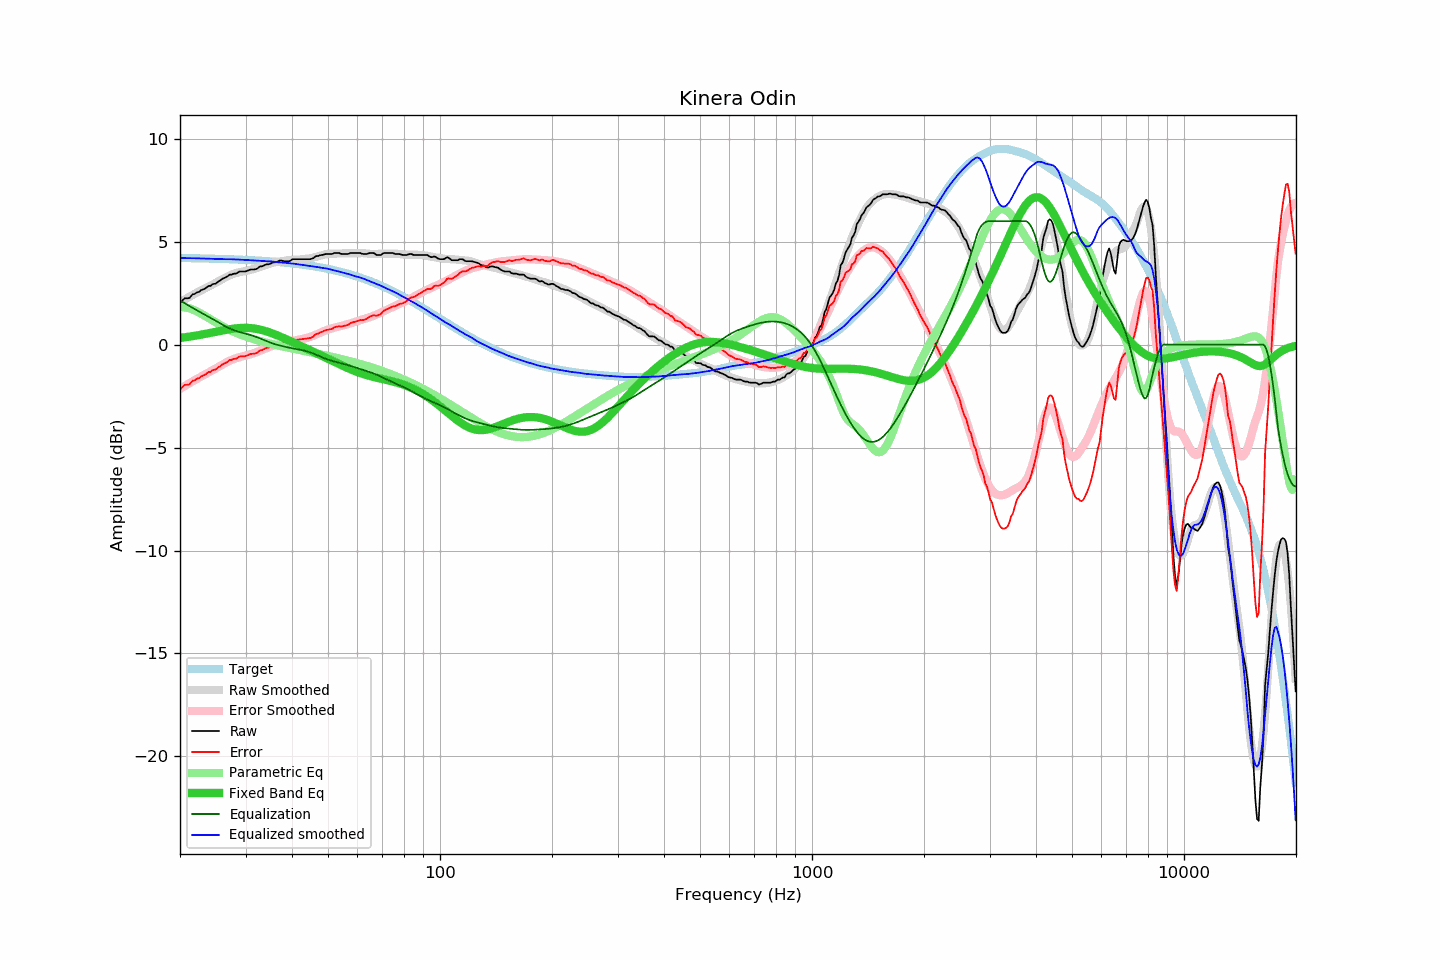 Kinera Odin
10
5
0
−5
−10
−15
−20
Amplitude (dBr)
100
1000
10000
Frequency (Hz)
Target
Raw Smoothed
Error Smoothed
Raw
Error
Parametric Eq
Fixed Band Eq
Equalization
Equalized smoothed